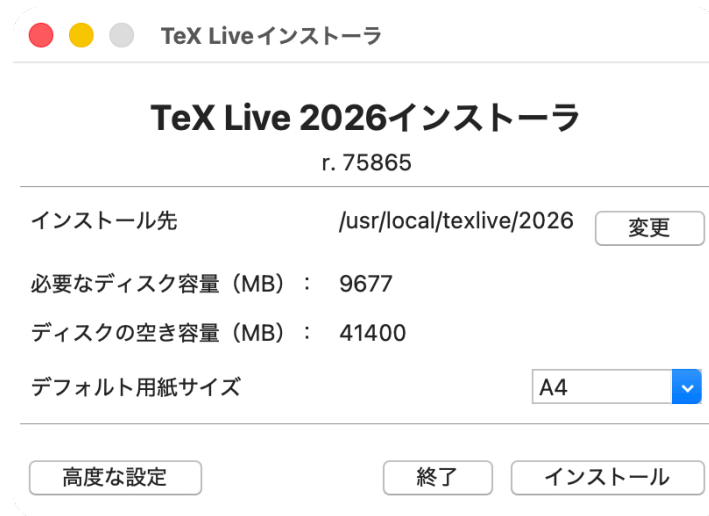 TeX Liveインストーラ
TeX Live 2026インストーラ
r. 75865
インストール先 /usr/local/texlive/2026 変更
必要なディスク容量（MB）： 9677
ディスクの空き容量（MB）： 41400
デフォルト用紙サイズ A4
高度な設定 終了 インストール